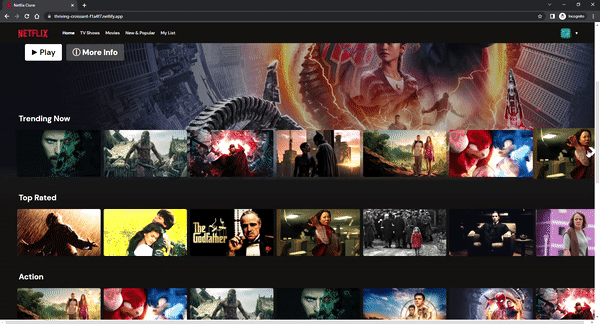 Netflix Clone
thriving-croissant-f1a4f7.netlify.app
Incognito
NETFLIX
Home TV Shows Movies New & Popular My List
Play
More Info
Trending Now
Top Rated
THE
GODFATHER
Action